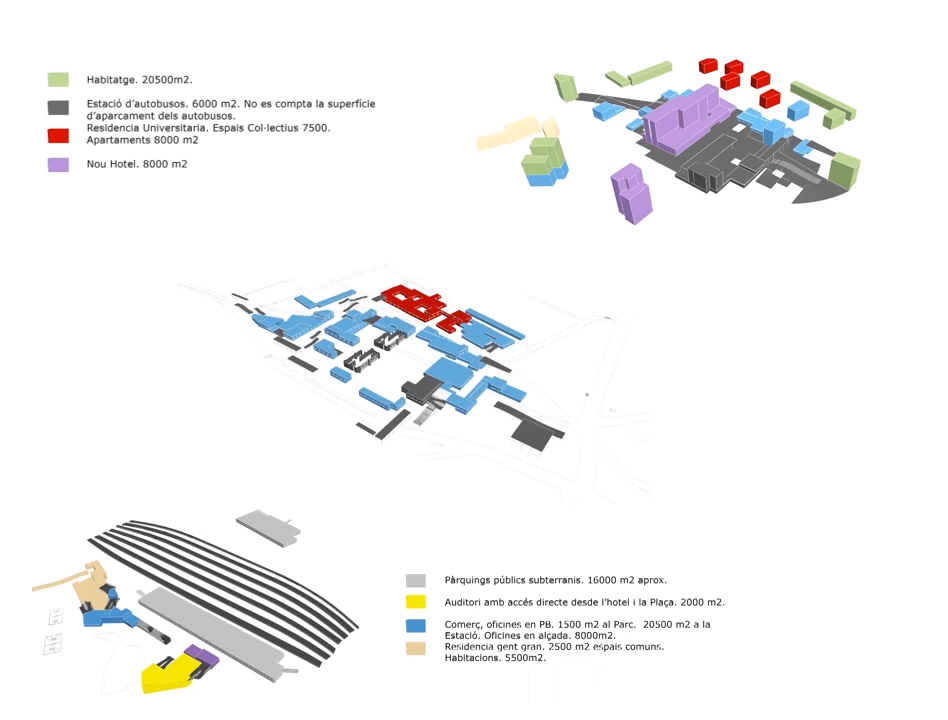 Habitatge. 20500m2.
Estació d'autobusos. 6000 m2. No es compta la superfície
d'aparcament dels autobusos.
Residencia Universitaria. Espais Col·lectius 7500.
Apartaments 8000 m2
Nou Hotel. 8000 m2
Pàrquings públics subterranis. 16000 m2 aprox.
Auditori amb accés directe desde l'hotel i la Plaça. 2000 m2.
Comerç, oficines en PB. 1500 m2 al Parc.  20500 m2 a la
Estació. Oficines en alçada. 8000m2.
Residencia gent gran. 2500 m2 espais comuns.
Habitacions. 5500m2.